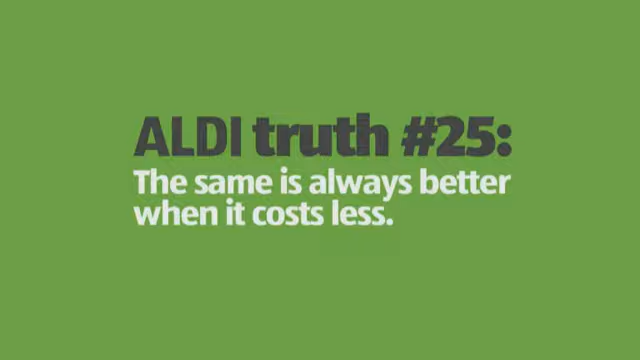 ALDI truth #25:
The same is always better
when it costs less.